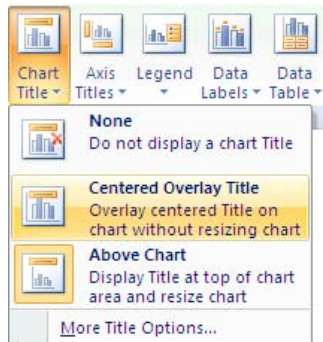 Chart Title
Axis Titles
Legend
Data Labels
Data Table
None
Do not display a chart Title
Centered Overlay Title
Overlay centered Title on
chart without resizing chart
Above Chart
Display Title at top of chart
area and resize chart
More Title Options...